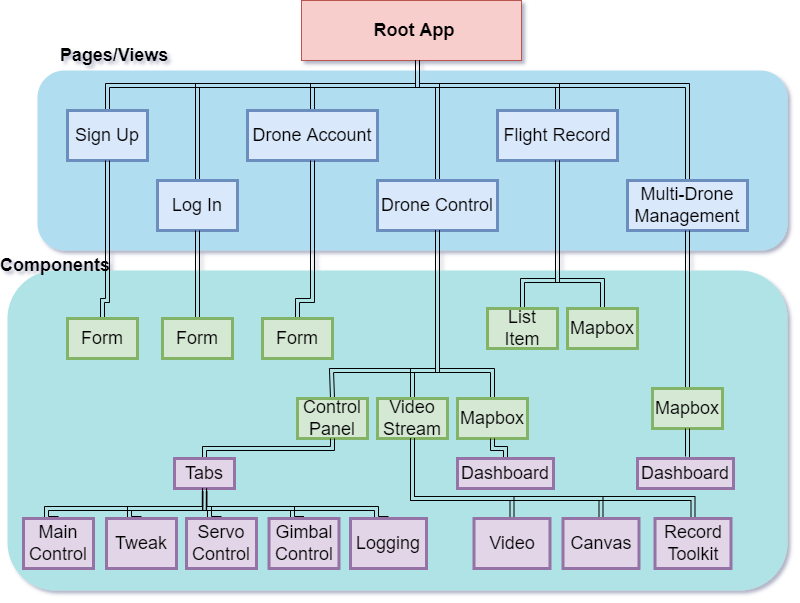 Root App
Pages/Views
Sign Up
Drone Account
Flight Record
Log In
Drone Control
Multi-Drone
Management
Components
Form
Form
Form
List
Item
Mapbox
Control
Panel
Video
Stream
Mapbox
Mapbox
Tabs
Dashboard
Dashboard
Main
Control
Tweak
Servo
Control
Gimbal
Control
Logging
Video
Canvas
Record
Toolkit